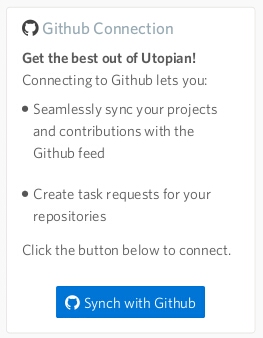 Github Connection
Get the best out of Utopian!
Connecting to Github lets you:
Seamlessly sync your projects
and contributions with the
Github feed
Create task requests for your
repositories
Click the button below to connect.
Synch with Github